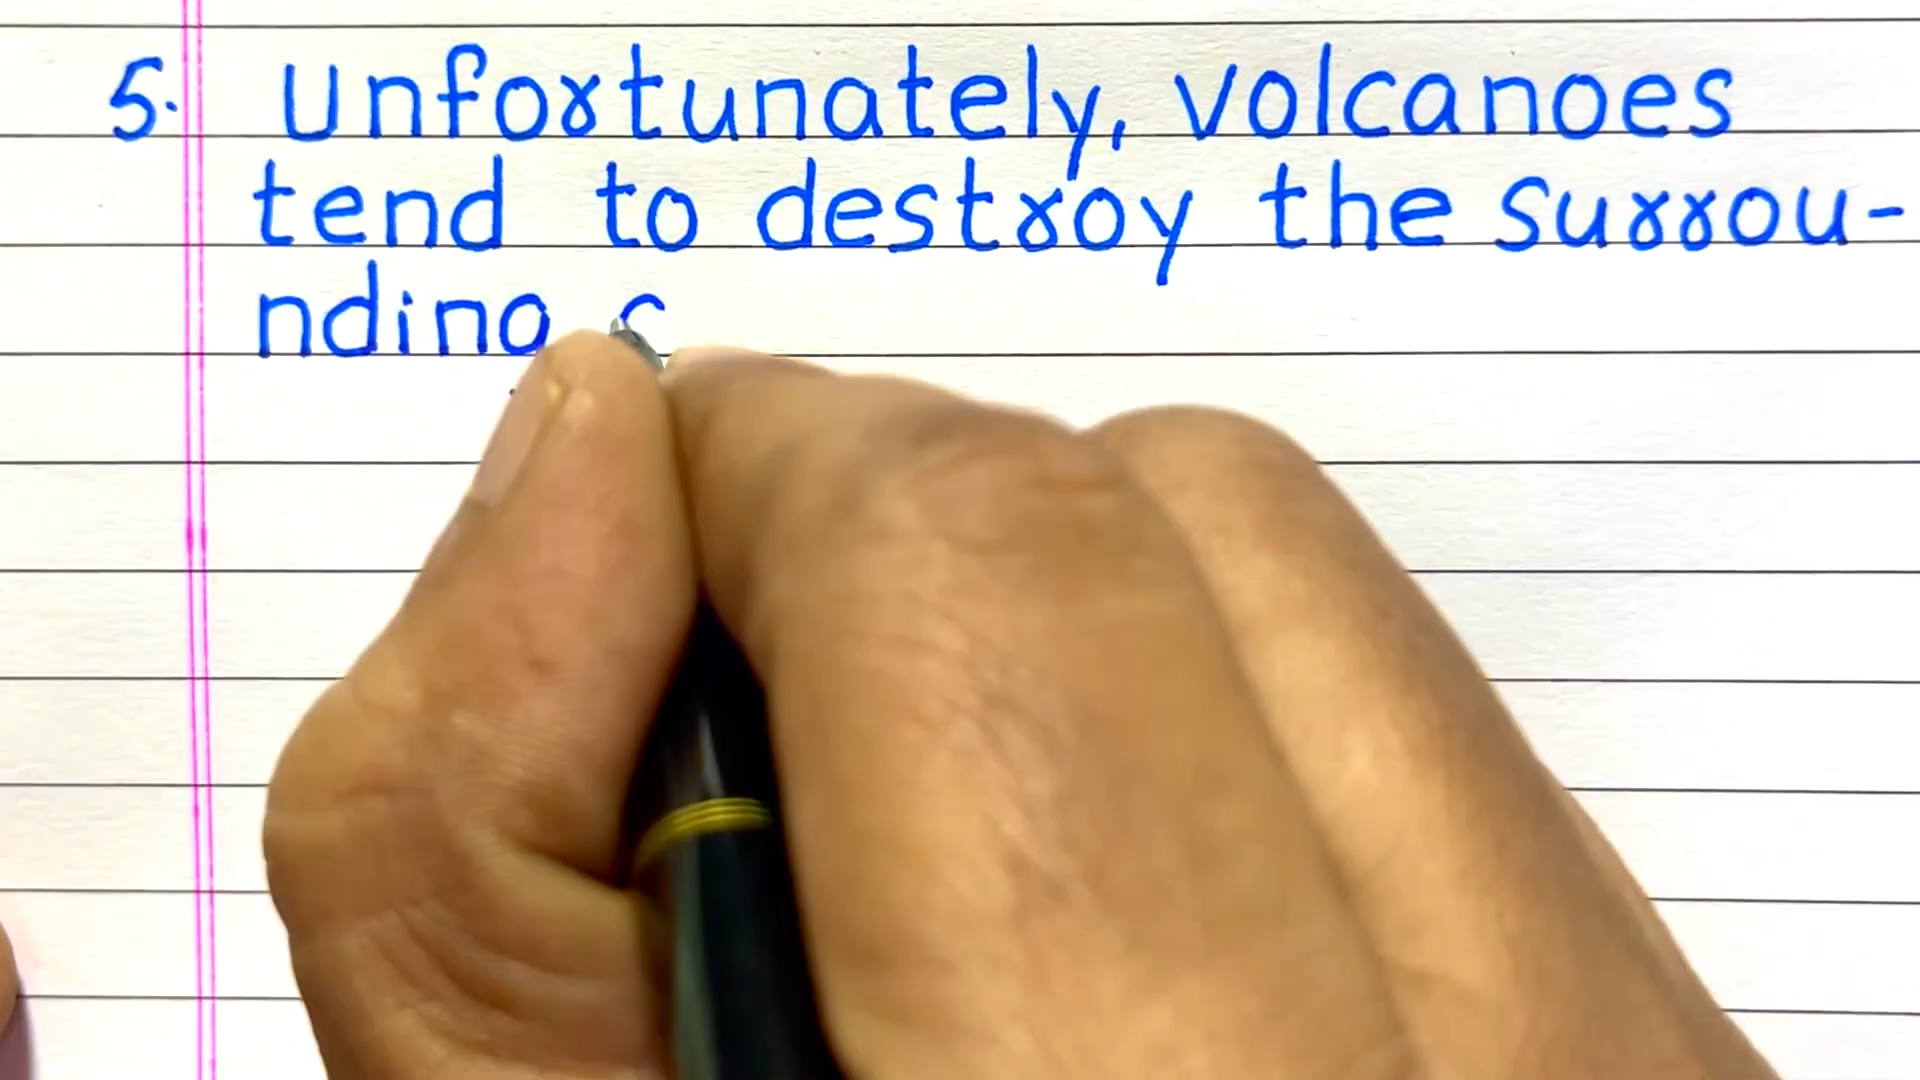 5. Unfortunately, volcanoes
tend to destroy the surrou-
nding